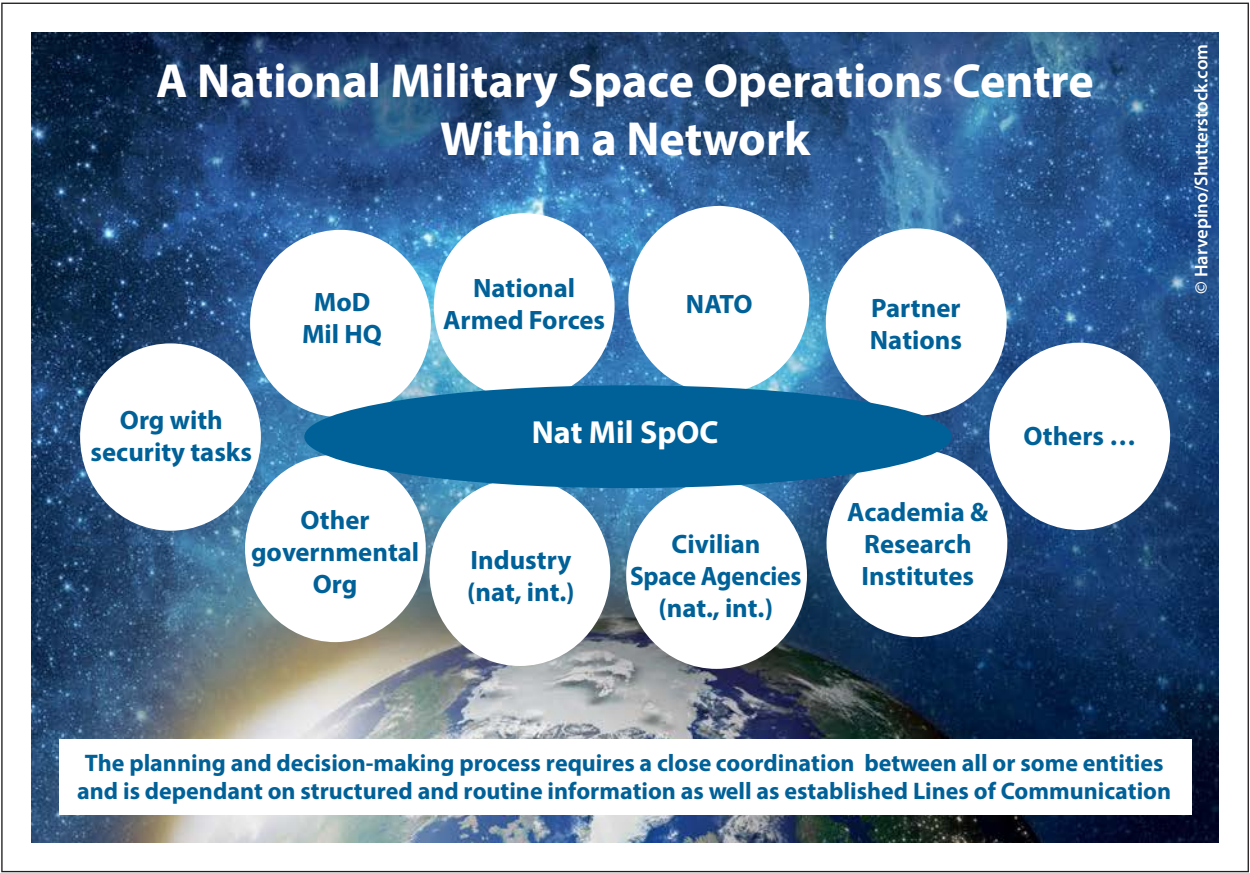 A National Military Space Operations Centre
Within a Network
© Harvepino/Shutterstock.com
MoD
Mil HQ
National
Armed Forces
NATO
Partner
Nations
Org with
security tasks
Nat Mil SpOC
Others …
Other
governmental
Org
Industry
(nat, int.)
Civilian
Space Agencies
(nat., int.)
Academia &
Research
Institutes
The planning and decision-making process requires a close coordination between all or some entities
and is dependant on structured and routine information as well as established Lines of Communication